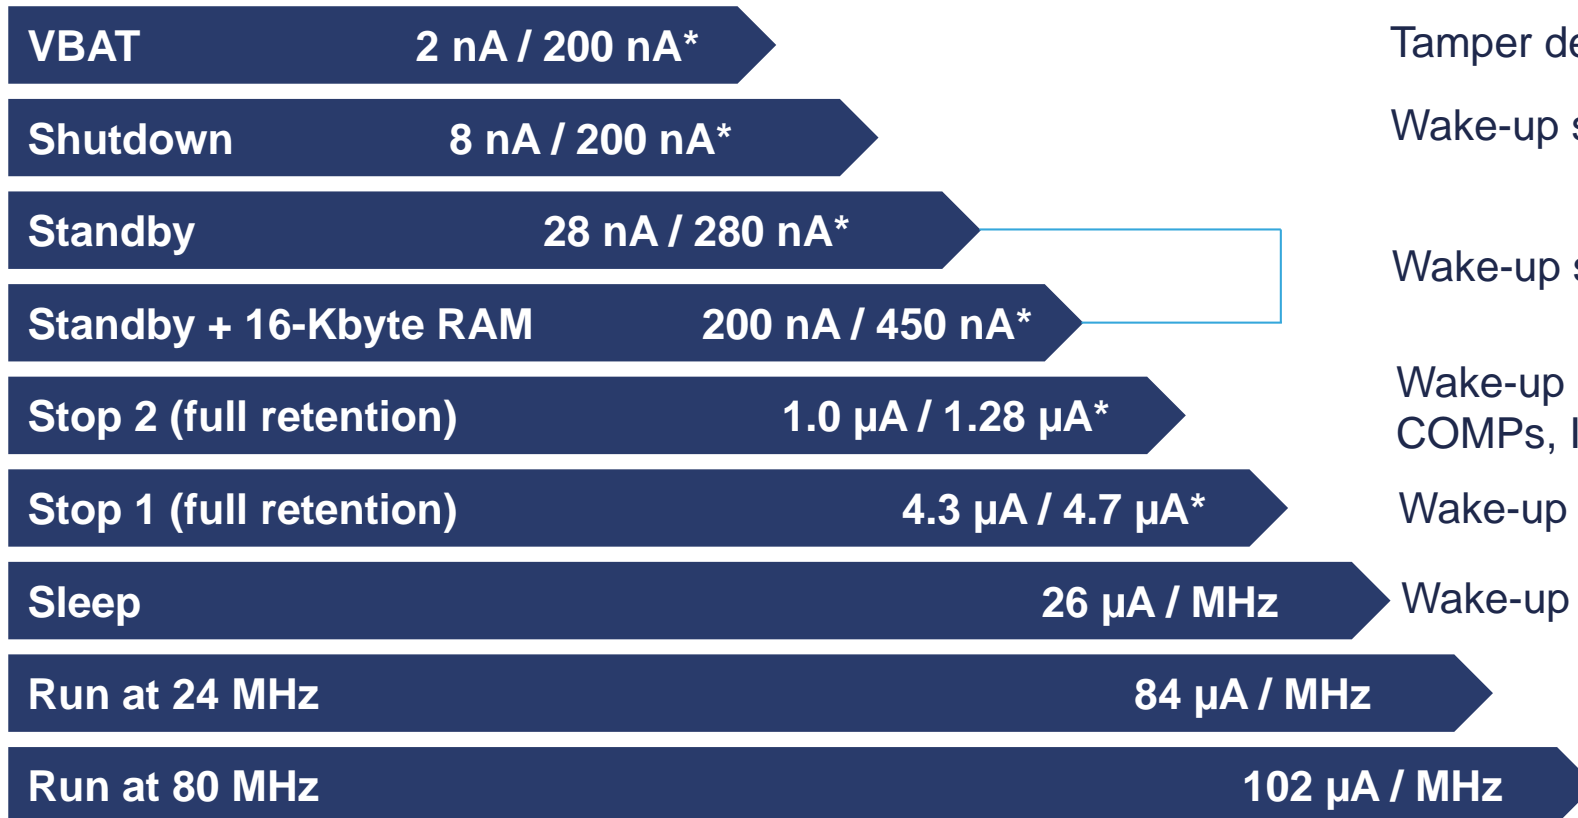 VBAT 2 nA / 200 nA*
Tamper
Shutdown 8 nA / 200 nA*
Wake-up
Standby 28 nA / 280 nA*
Wake-up
Standby + 16-Kbyte RAM 200 nA / 450 nA*
Wake-up
Stop 2 (full retention) 1.0 µA / 1.28 µA*
COMPs,
Stop 1 (full retention) 4.3 µA / 4.7 µA*
Wake-up
Sleep 26 µA / MHz
Wake-up
Run at 24 MHz 84 µA / MHz
Run at 80 MHz 102 µA / MHz